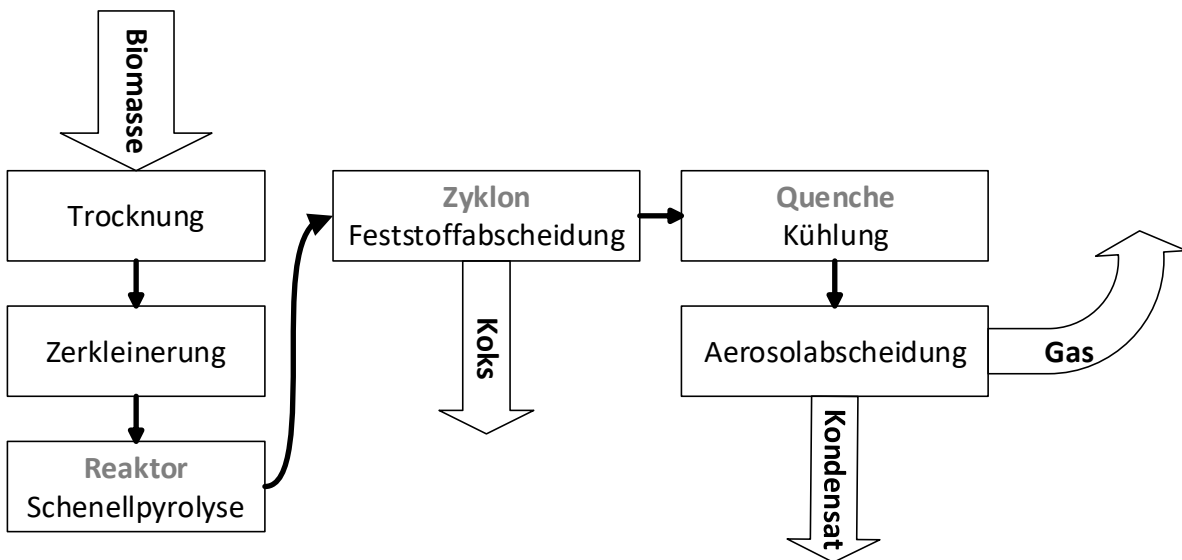 Biomasse
Trocknung
Zerkleinerung
Reaktor
Schenellpyrolyse
Zyklon
Feststoffabscheidung
Koks
Quenche
Kühlung
Aerosolabscheidung
Gas
Kondensat